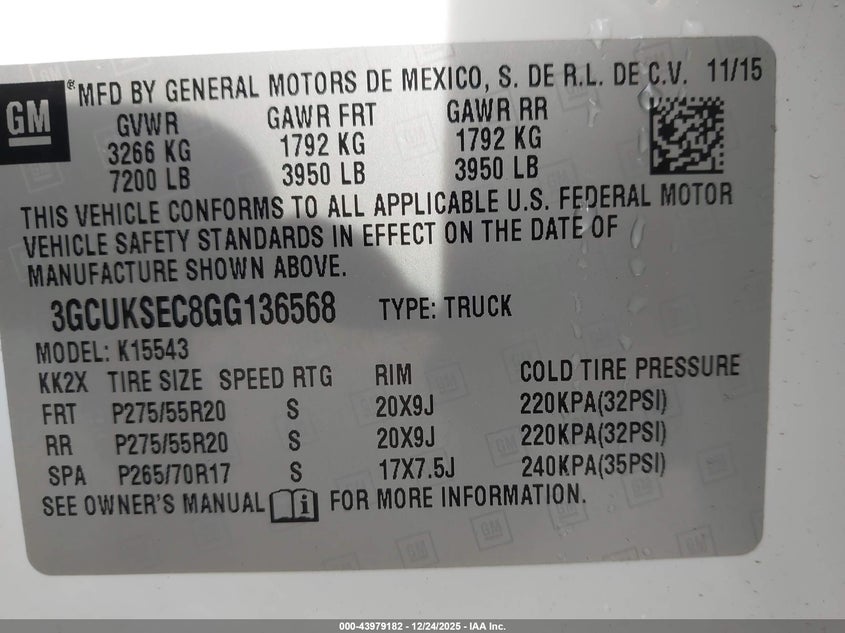 GM
® MFD BY GENERAL MOTORS DE MEXICO, S. DE R.L. DE C.V. 11/15
GVWR GAWR FRT GAWR RR
3266 KG 1792 KG 1792 KG
7200 LB 3950 LB 3950 LB
THIS VEHICLE CONFORMS TO ALL APPLICABLE U.S. FEDERAL MOTOR
VEHICLE SAFETY STANDARDS IN EFFECT ON THE DATE OF
MANUFACTURE SHOWN ABOVE.
3GCUKSEC8GG136568 TYPE: TRUCK
MODEL: K15543
KK2X TIRE SIZE SPEED RTG RIM COLD TIRE PRESSURE
FRT P275/55R20 S 20X9J 220KPA(32PSI)
RR P275/55R20 S 20X9J 220KPA(32PSI)
SPA P265/70R17 S 17X7.5J 240KPA(35PSI)
SEE OWNER'S MANUAL i FOR MORE INFORMATION.
000-43979182 - 12/24/2025 - IAA Inc.